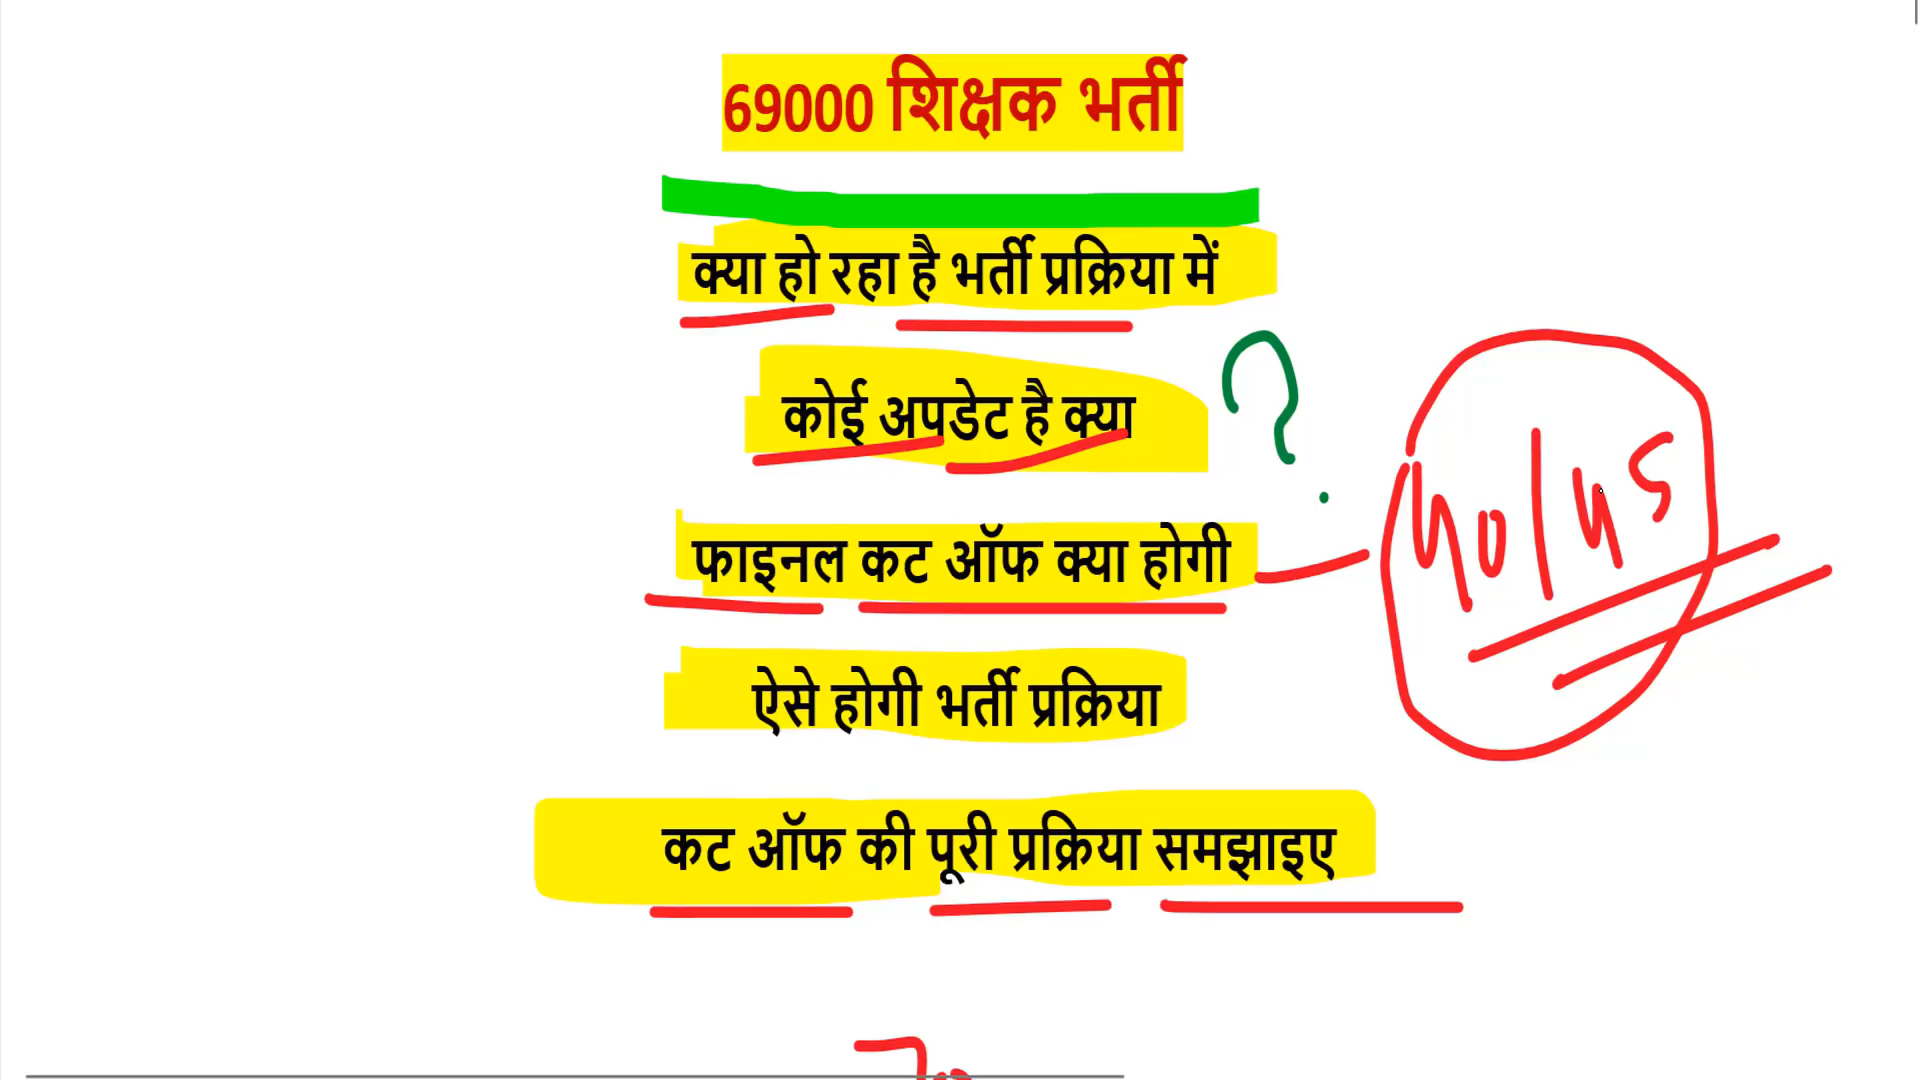 69000 शिक्षक भर्ती
क्या हो रहा है भर्ती प्रक्रिया में
कोई अपडेट है क्या
?
फाइनल कट ऑफ क्या होगी
40/45
ऐसे होगी भर्ती प्रक्रिया
कट ऑफ की पूरी प्रक्रिया समझाइए